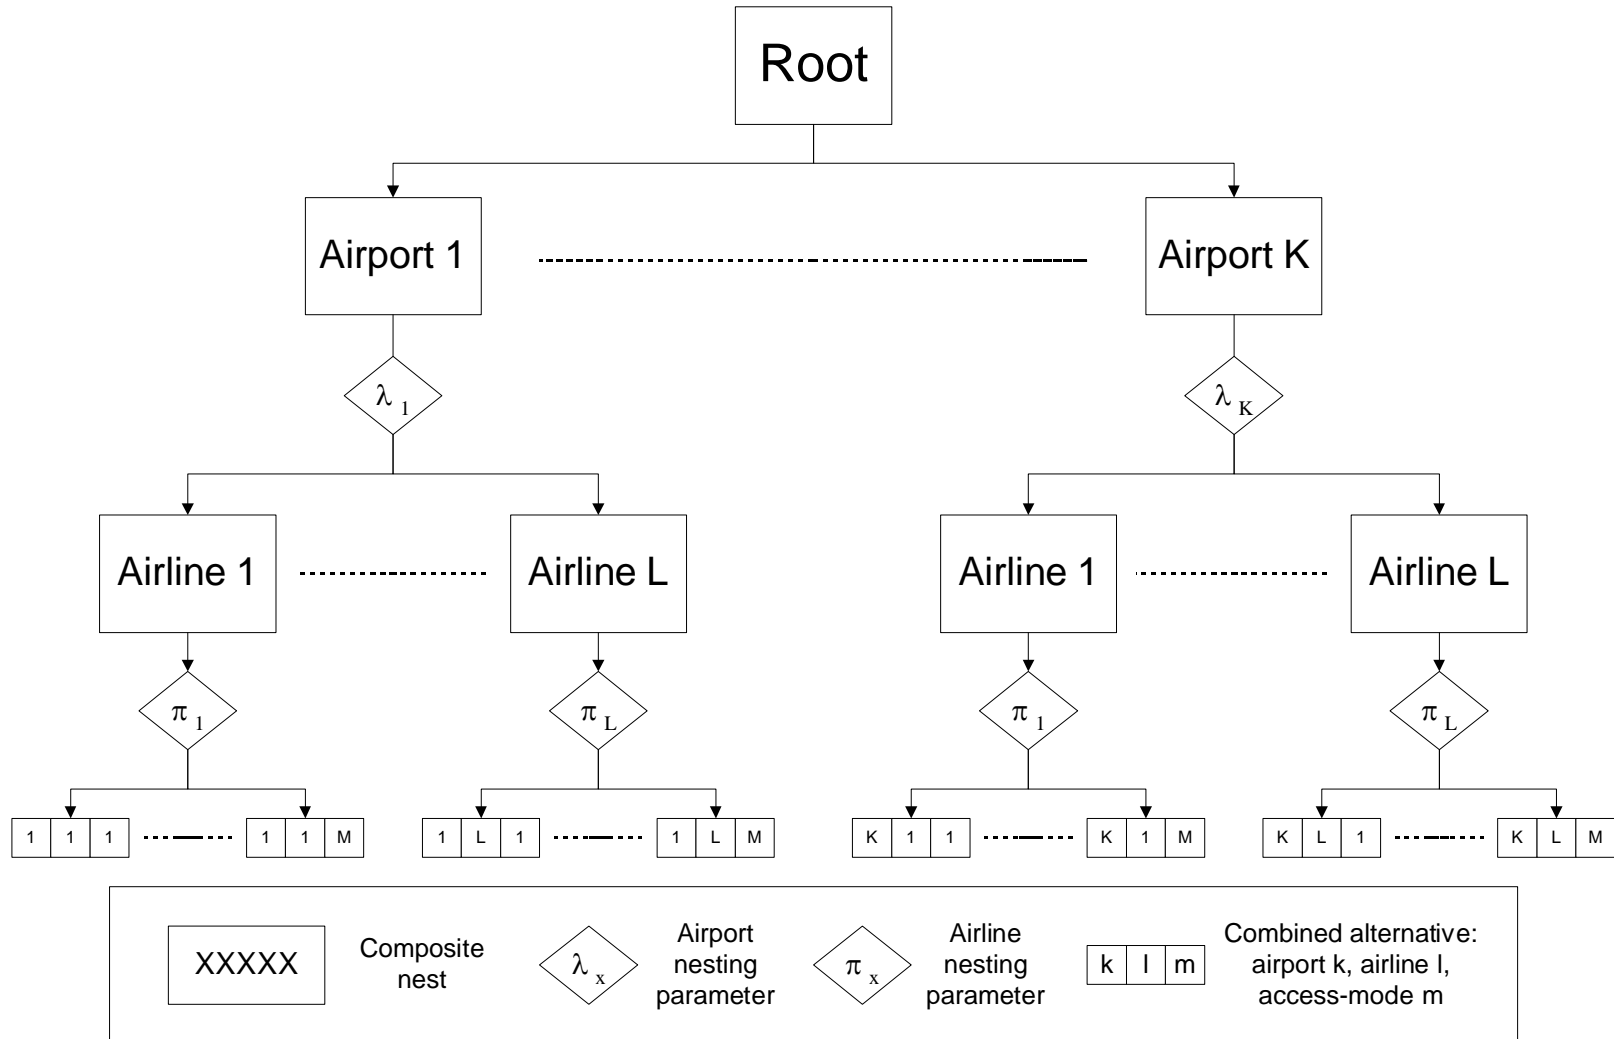 Root
Airport 1
Airport K
λ 1
λ K
Airline 1
Airline L
Airline 1
Airline L
π 1
π L
π 1
π L
1 1 1
1 1 M
1 L 1
1 L M
K 1 1
K 1 M
K L 1
K L M
XXXXX
Composite
nest
λ x
Airport
nesting
parameter
π x
Airline
nesting
parameter
k l m
Combined alternative:
airport k, airline l,
access-mode m